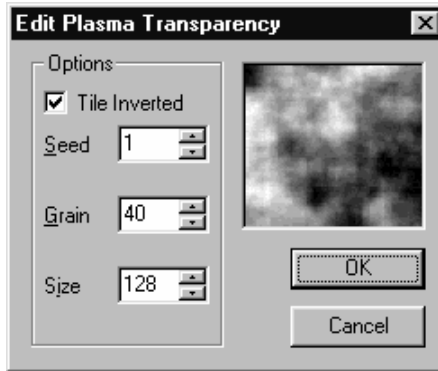 Edit Plasma Transparency
Options
Tile Inverted
Seed 1
Grain 40
Size 128
OK
Cancel